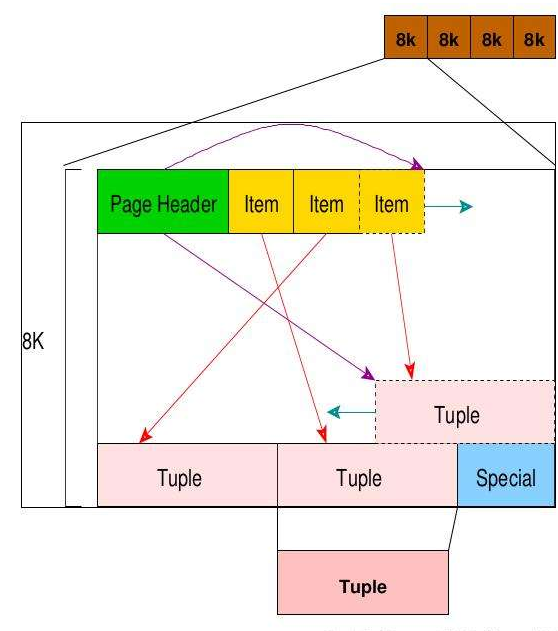 8k 8k 8k 8k
Page Header Item Item Item
8K
Tuple
Tuple Tuple Special
Tuple